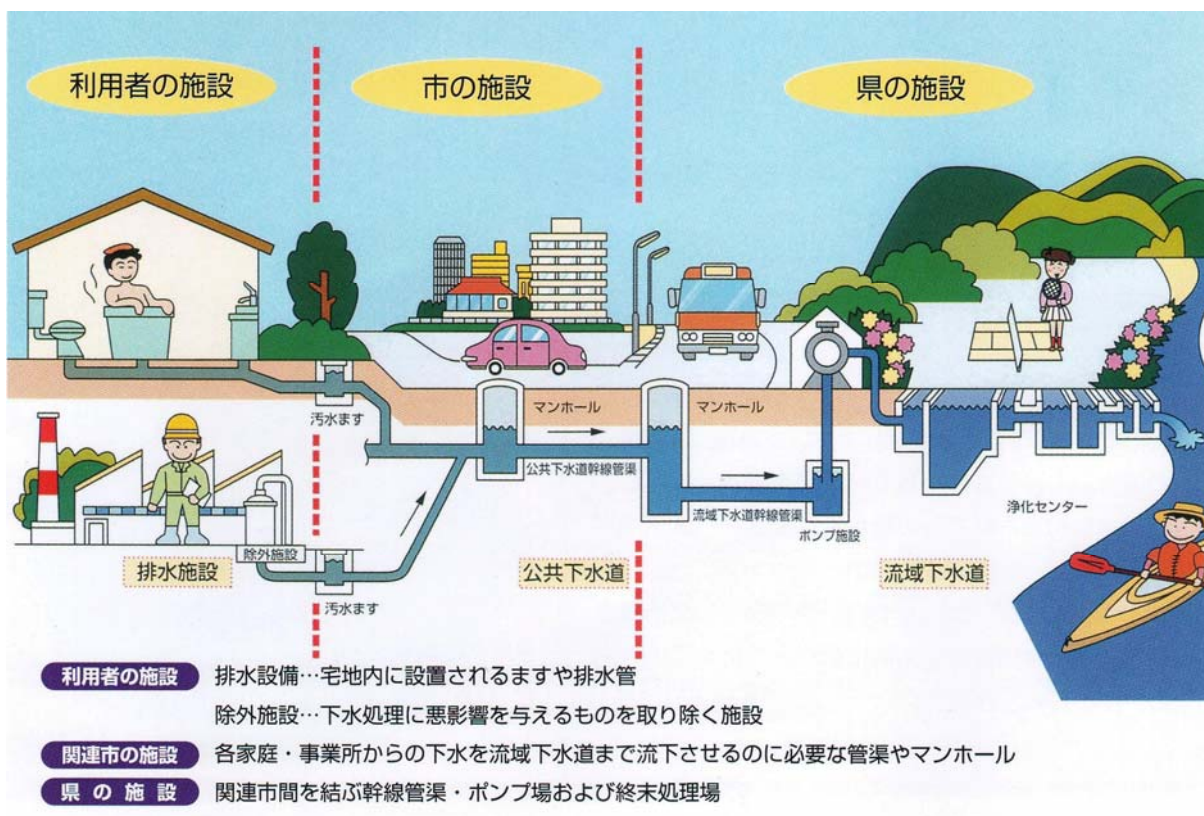 利用者の施設
市の施設
県の施設
汚水ます
マンホール
マンホール
公共下水道幹線管渠
流域下水道幹線管渠
ポンプ施設
浄化センター
除外施設
排水施設
公共下水道
流域下水道
汚水ます
利用者の施設 排水設備…宅地内に設置されるますや排水管
除外施設…下水処理に悪影響を与えるものを取り除く施設
関連市の施設 各家庭・事業所からの下水を流域下水道まで流下させるのに必要な管渠やマンホール
県の施設 関連市間を結ぶ幹線管渠・ポンプ場および終末処理場